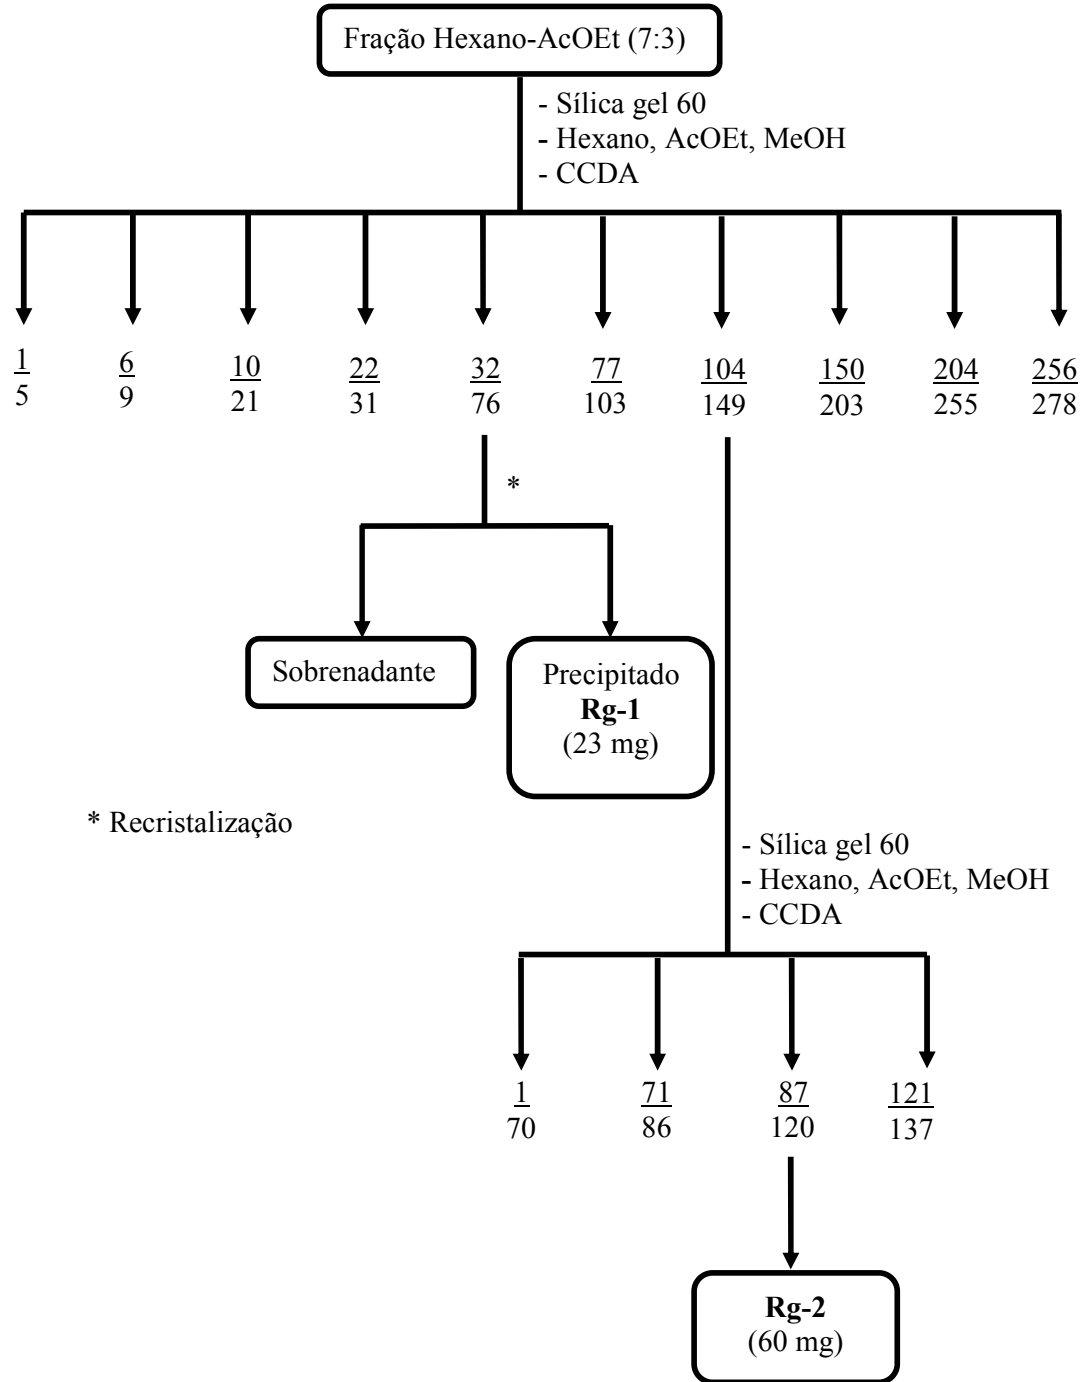 Fração Hexano-AcOEt (7:3)
- Sílica gel 60
- Hexano, AcOEt, MeOH
- CCDA
1 6 10 22 32 77 104 150 204 256
5 9 21 31 76 103 149 203 255 278
*
Sobrenadante
Precipitado
Rg-1
(23 mg)
* Recristalização
- Sílica gel 60
- Hexano, AcOEt, MeOH
- CCDA
1 71 87 121
70 86 120 137
Rg-2
(60 mg)